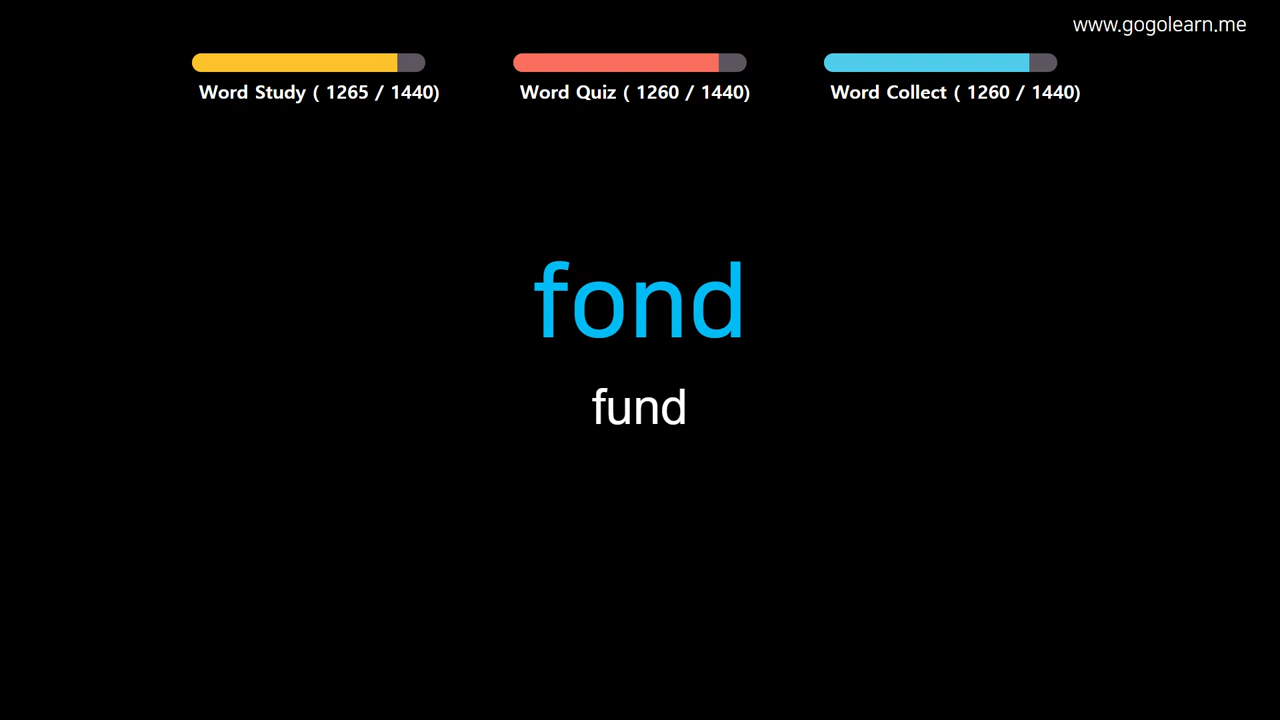 www.gogolearn.me
Word Study ( 1265 / 1440)
Word Quiz ( 1260 / 1440)
Word Collect ( 1260 / 1440)
fond
fund